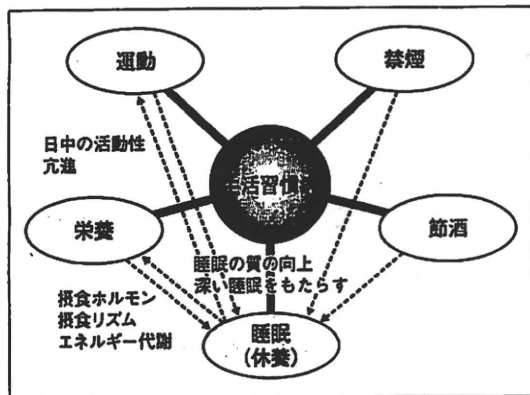 運動
禁煙
日中の活動性
亢進
生活習慣
栄養
節酒
睡眠の質の向上
深い睡眠をもたらす
摂食ホルモン
摂食リズム
エネルギー代謝
睡眠
(休養)